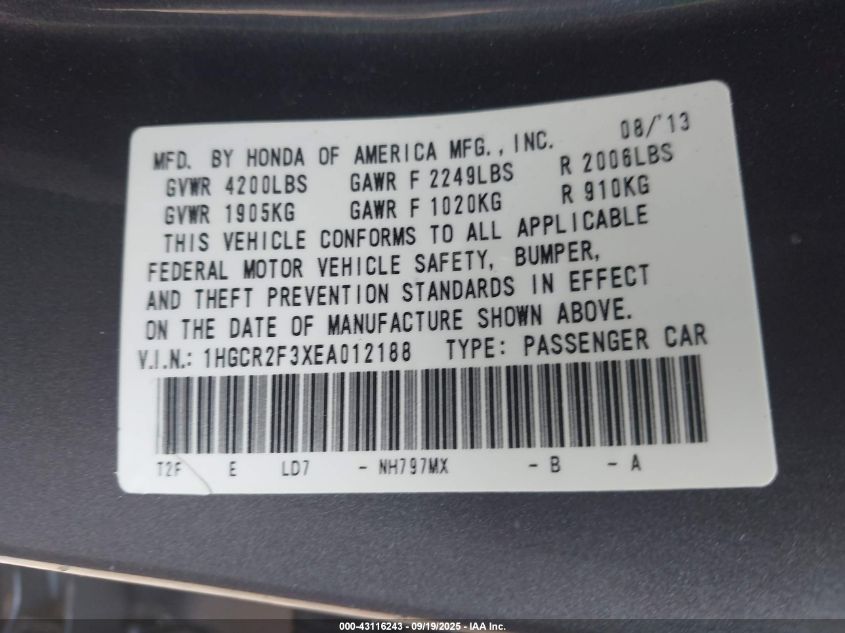 08/'13
MFD. BY HONDA OF AMERICA MFG., INC.
GVWR 4200LBS GAWR F 2249LBS R 2006LBS
GVWR 1905KG GAWR F 1020KG R 910KG
THIS VEHICLE CONFORMS TO ALL APPLICABLE
FEDERAL MOTOR VEHICLE SAFETY, BUMPER,
AND THEFT PREVENTION STANDARDS IN EFFECT
ON THE DATE OF MANUFACTURE SHOWN ABOVE.
V.I.N.: 1HGCR2F3XEA012188 TYPE: PASSENGER CAR
T2F E LD7 - NH797MX - B - A
000-43116243 - 09/19/2025 - IAA Inc.